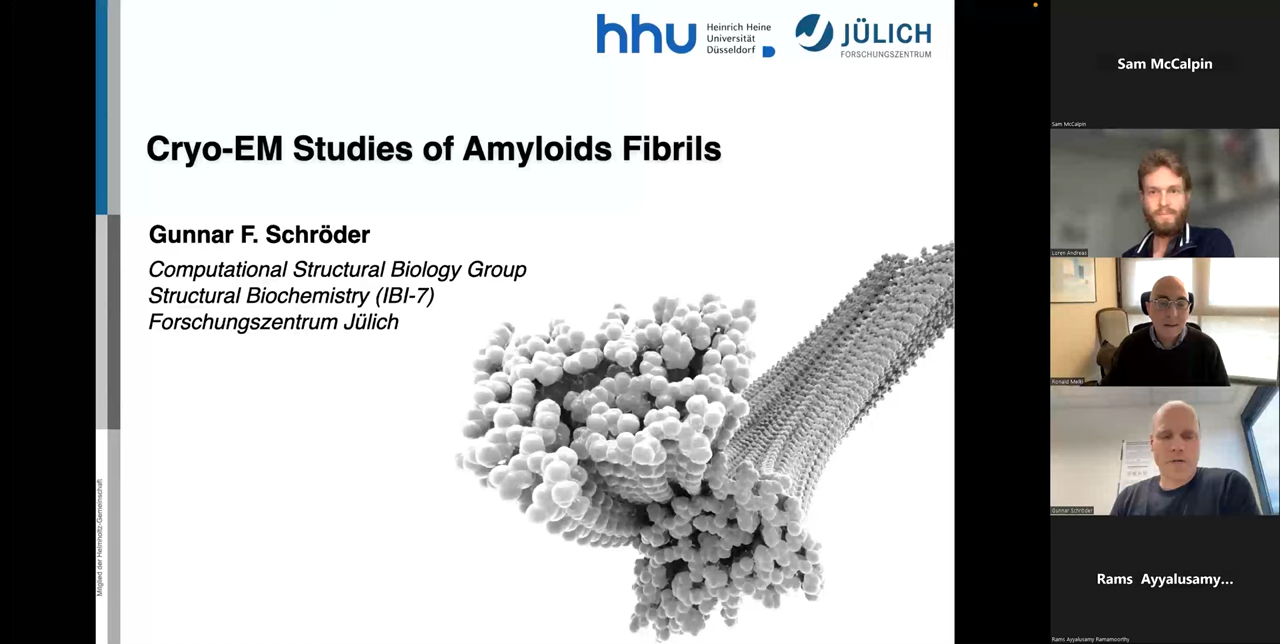 hhu Heinrich Heine
Universität
Düsseldorf
JÜLICH
FORSCHUNGSZENTRUM
Cryo-EM Studies of Amyloids Fibrils
Gunnar F. Schröder
Computational Structural Biology Group
Structural Biochemistry (IBI-7)
Forschungszentrum Jülich
Mitglied der Helmholtz-Gemeinschaft
Sam McCalpin
Sam McCalpin
Loren Andreas
Ronald Melki
Gunnar Schröder
Rams Ayyalusamy...
Rams Ayyalusamy Ramamoorthy